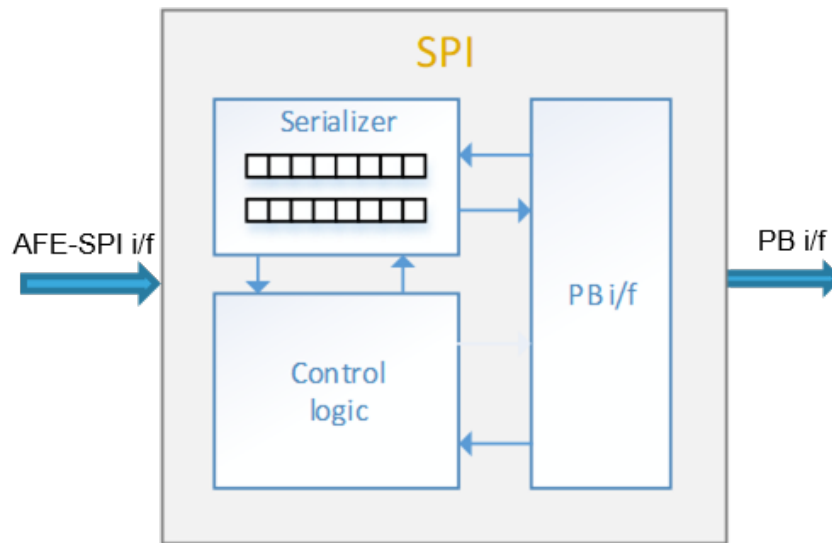 SPI
Serializer
AFE-SPI i/f
PB i/f
PB i/f
Control
logic